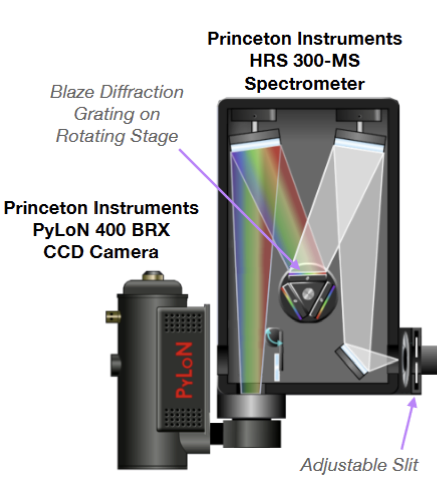 Princeton Instruments
HRS 300-MS
Spectrometer
Blaze Diffraction
Grating on
Rotating Stage
Princeton Instruments
PyLoN 400 BRX
CCD Camera
PYLON
Adjustable Slit